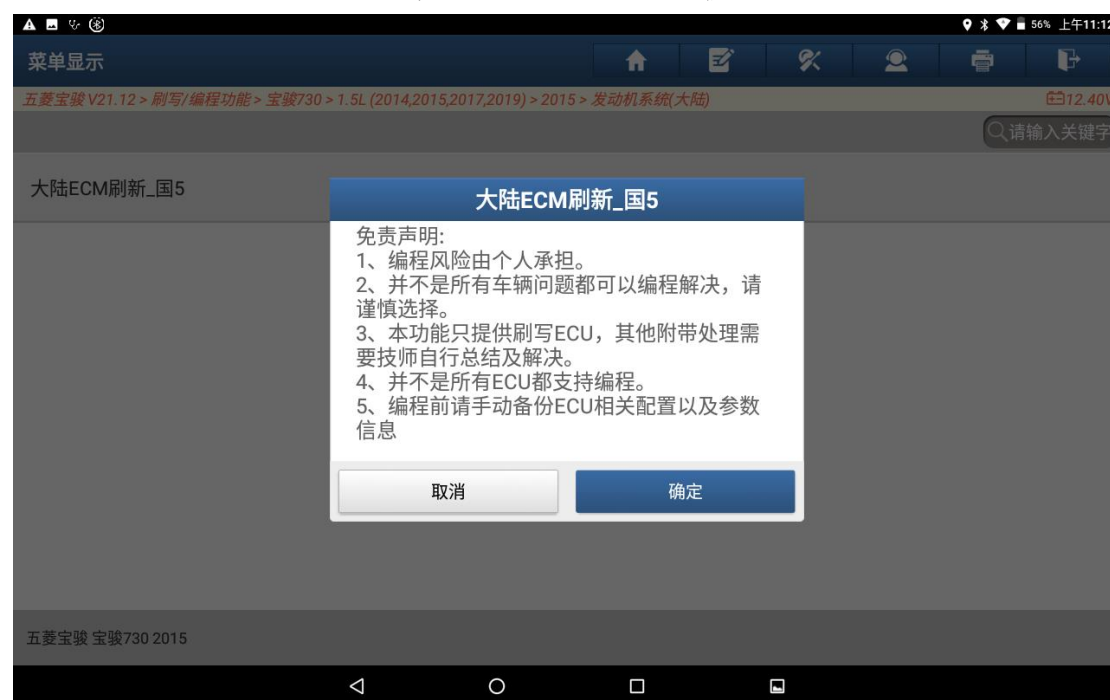 56% 上午11:12
菜单显示
五菱宝骏 V21.12 > 刷写/编程功能 > 宝骏730 > 1.5L (2014,2015,2017,2019) > 2015 > 发动机系统(大陆)
12.40V
请输入关键字
大陆ECM刷新_国5
大陆ECM刷新_国5
免责声明:
1、编程风险由个人承担。
2、并不是所有车辆问题都可以编程解决，请
谨慎选择。
3、本功能只提供刷写ECU，其他附带处理需
要技师自行总结及解决。
4、并不是所有ECU都支持编程。
5、编程前请手动备份ECU相关配置以及参数
信息
取消
确定
五菱宝骏 宝骏730 2015